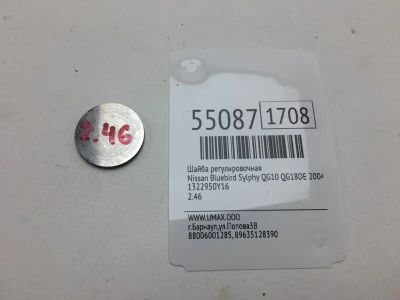 2.46
55087 1708
Шайба регулировочная
Nissan Bluebird Sylphy QG10 QG18DE 2004
1322950Y16
2.46
WWW.UMAX.OOO
г.Барнаул,ул.Попова3В
88006001285, 89635128390